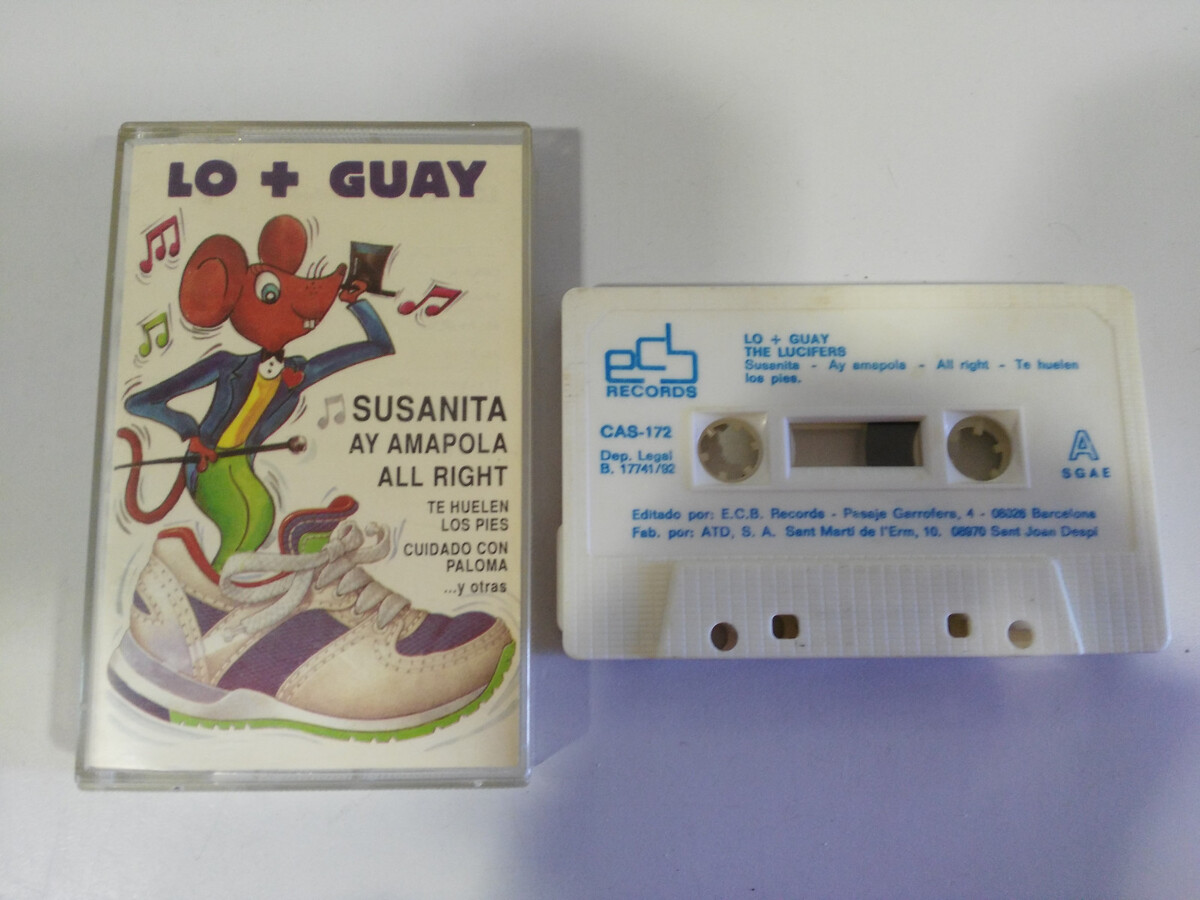 LO + GUAY
SUSANITA
AY AMAPOLA
ALL RIGHT
TE HUELEN
LOS PIES
CUIDADO CON
PALOMA
...y otras
ecb
RECORDS
LO + GUAY
THE LUCIFERS
Susanita - Ay amapola - All right - Te huelen
los pies.
CAS-172
Dep. Legal
B. 17741/92
A
SGAE
Editado por: E.C.B. Records - Pasaje Garrofers, 4 - 08026 Barcelona
Fab. por: ATD, S. A. Sant Martí de l'Erm, 10. 08970 Sant Joan Despí